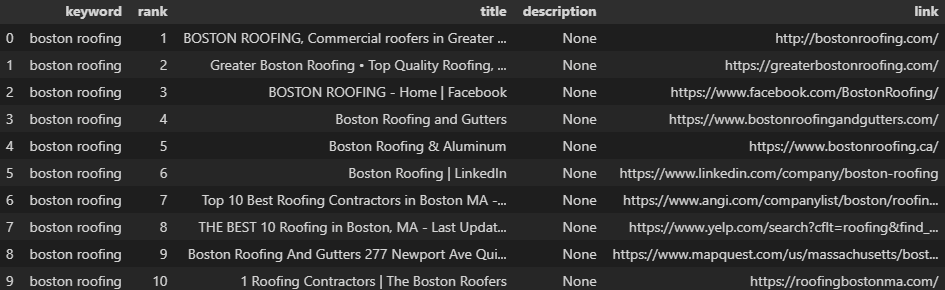 keyword rank title description link
0 boston roofing 1 BOSTON ROOFING, Commercial roofers in Greater ... None http://bostonroofing.com/
1 boston roofing 2 Greater Boston Roofing • Top Quality Roofing, ... None https://greaterbostonroofing.com/
2 boston roofing 3 BOSTON ROOFING - Home | Facebook None https://www.facebook.com/BostonRoofing/
3 boston roofing 4 Boston Roofing and Gutters None https://www.bostonroofingandgutters.com/
4 boston roofing 5 Boston Roofing & Aluminum None https://www.bostonroofing.ca/
5 boston roofing 6 Boston Roofing | LinkedIn None https://www.linkedin.com/company/boston-roofing
6 boston roofing 7 Top 10 Best Roofing Contractors in Boston MA -... None https://www.angi.com/companylist/boston/roofin...
7 boston roofing 8 THE BEST 10 Roofing in Boston, MA - Last Updat... None https://www.yelp.com/search?cflt=roofing&find_...
8 boston roofing 9 Boston Roofing And Gutters 277 Newport Ave Qui... None https://www.mapquest.com/us/massachusetts/bost...
9 boston roofing 10 1 Roofing Contractors | The Boston Roofers None https://roofingbostonma.com/